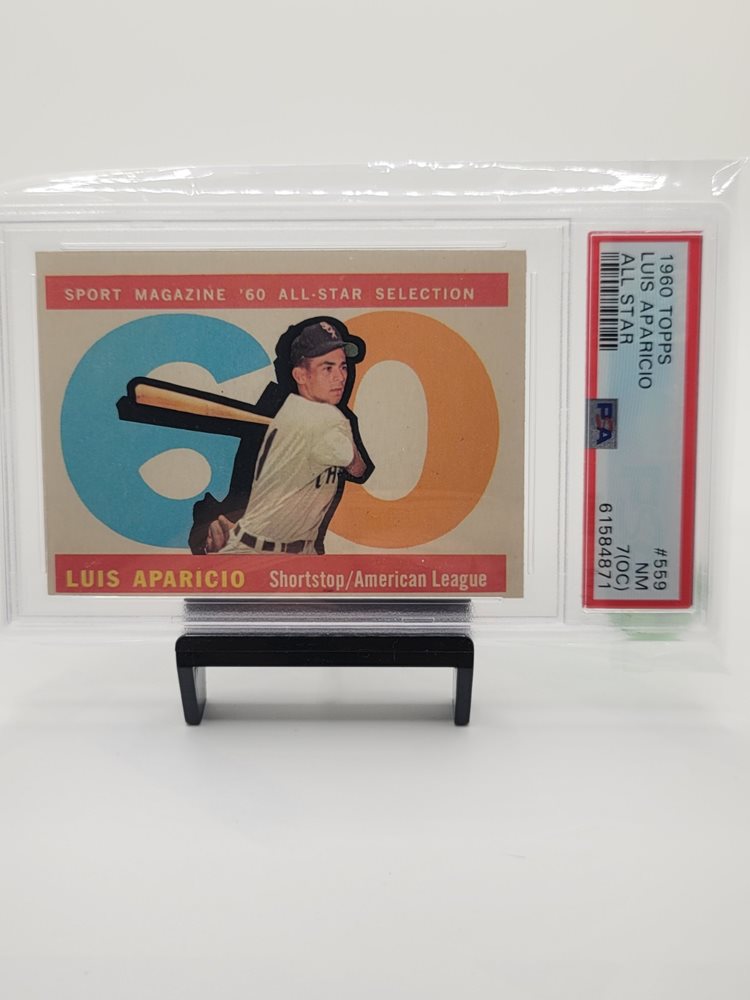 SPORT MAGAZINE '60 ALL-STAR SELECTION
60
LUIS APARICIO Shortstop/American League
1960 TOPPS
LUIS APARICIO
ALL STAR
#559
NM
7(OC)
PSA
61584871